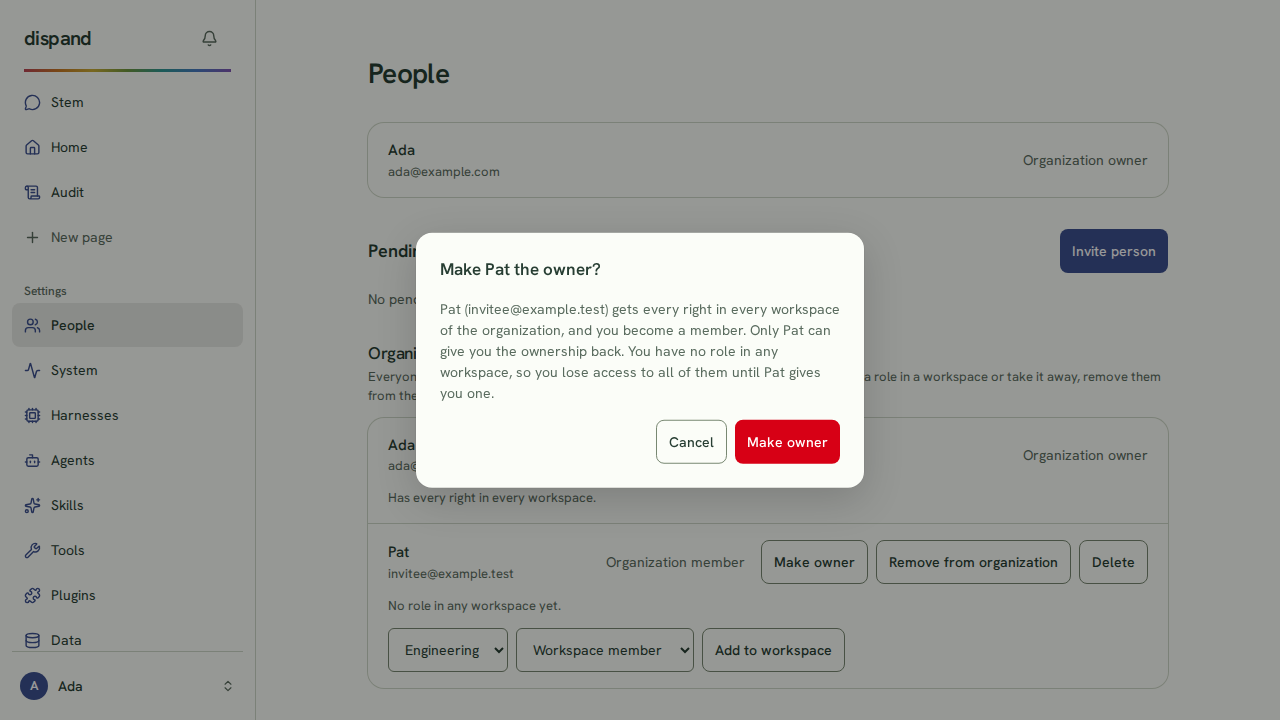 dispand
Stem
Home
Audit
New page
Settings
People
System
Harnesses
Agents
Skills
Tools
Plugins
Data
A Ada
People
Ada
ada@example.com
Organization owner
Invite person
No
Everyon
a role in a workspace or take it away, remove them
from the
Make Pat the owner?
Pat (invitee@example.test) gets every right in every workspace
of the organization, and you become a member. Only Pat can
give you the ownership back. You have no role in any
workspace, so you lose access to all of them until Pat gives
you one.
Cancel
Make owner
Ada
Organization owner
Has every right in every workspace.
Pat
invitee@example.test
Organization member
Make owner
Remove from organization
Delete
No role in any workspace yet.
Engineering
Workspace member
Add to workspace